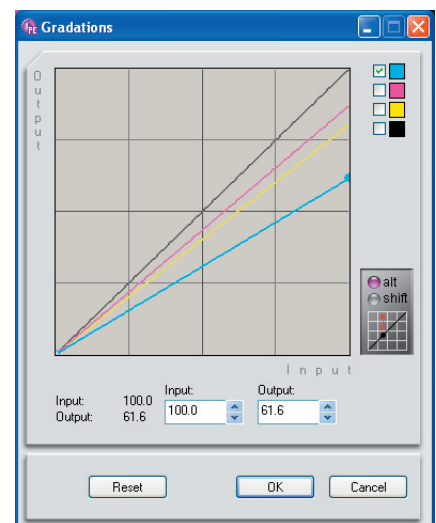 PE Gradations
Output
alt
shift
Input
Input:
Output:
Input: 100.0
Output: 61.6
100.0
61.6
Reset
OK
Cancel